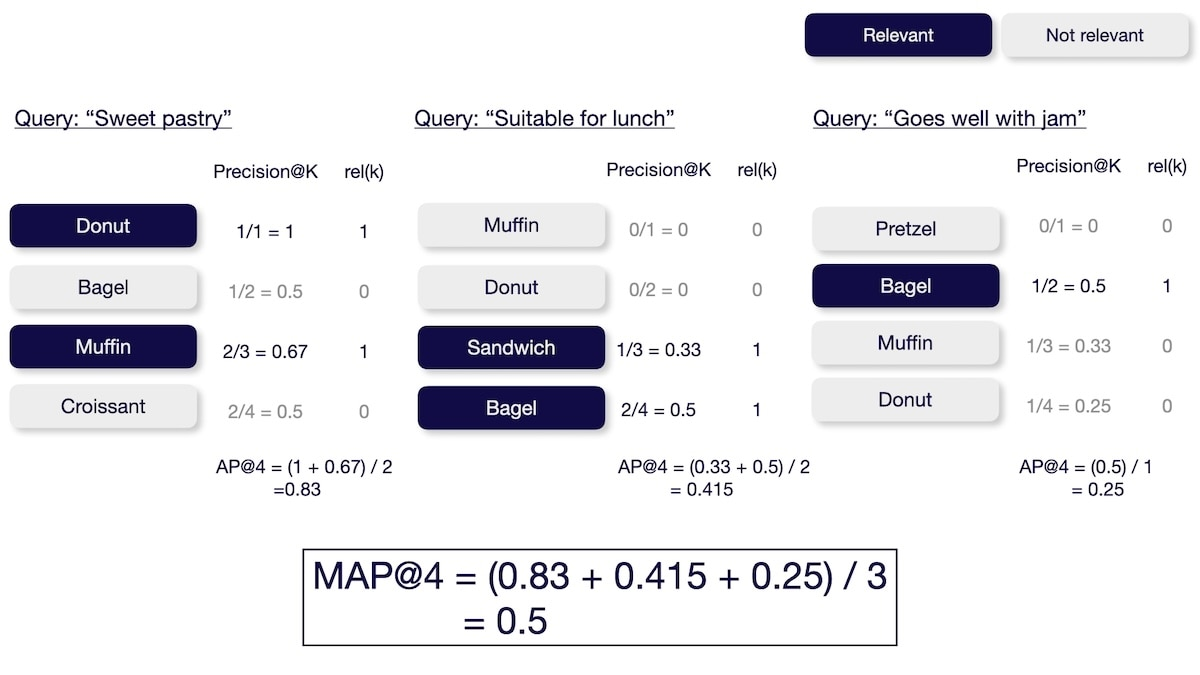 Relevant Not relevant
Query: “Sweet pastry”
Precision@K rel(k)
Donut 1/1 = 1 1
Bagel 1/2 = 0.5 0
Muffin 2/3 = 0.67 1
Croissant 2/4 = 0.5 0
AP@4 = (1 + 0.67) / 2
=0.83
Query: “Suitable for lunch”
Precision@K rel(k)
Muffin 0/1 = 0 0
Donut 0/2 = 0 0
Sandwich 1/3 = 0.33 1
Bagel 2/4 = 0.5 1
AP@4 = (0.33 + 0.5) / 2
= 0.415
Query: “Goes well with jam”
Precision@K rel(k)
Pretzel 0/1 = 0 0
Bagel 1/2 = 0.5 1
Muffin 1/3 = 0.33 0
Donut 1/4 = 0.25 0
AP@4 = (0.5) / 1
= 0.25
MAP@4 = (0.83 + 0.415 + 0.25) / 3
= 0.5